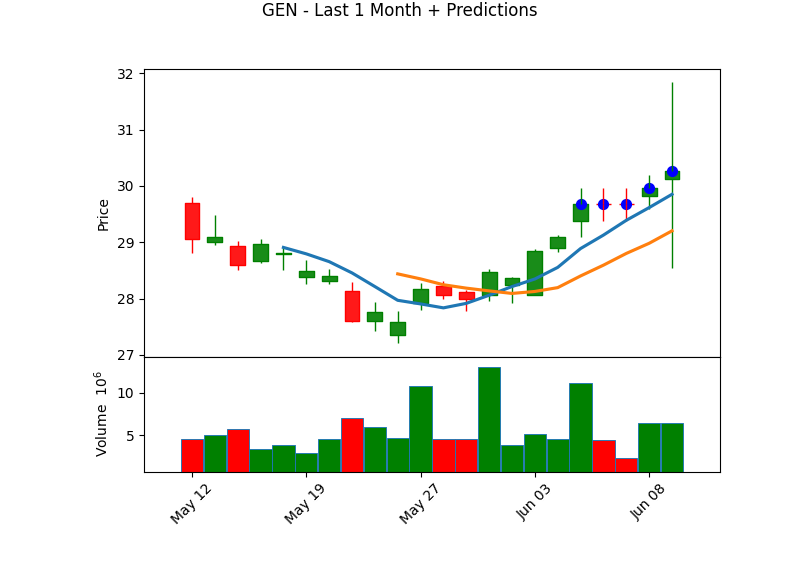 GEN - Last 1 Month + Predictions
32
31
30
29
28
27
Price
10
5
Volume 10^6
May 12
May 19
May 27
Jun 03
Jun 08